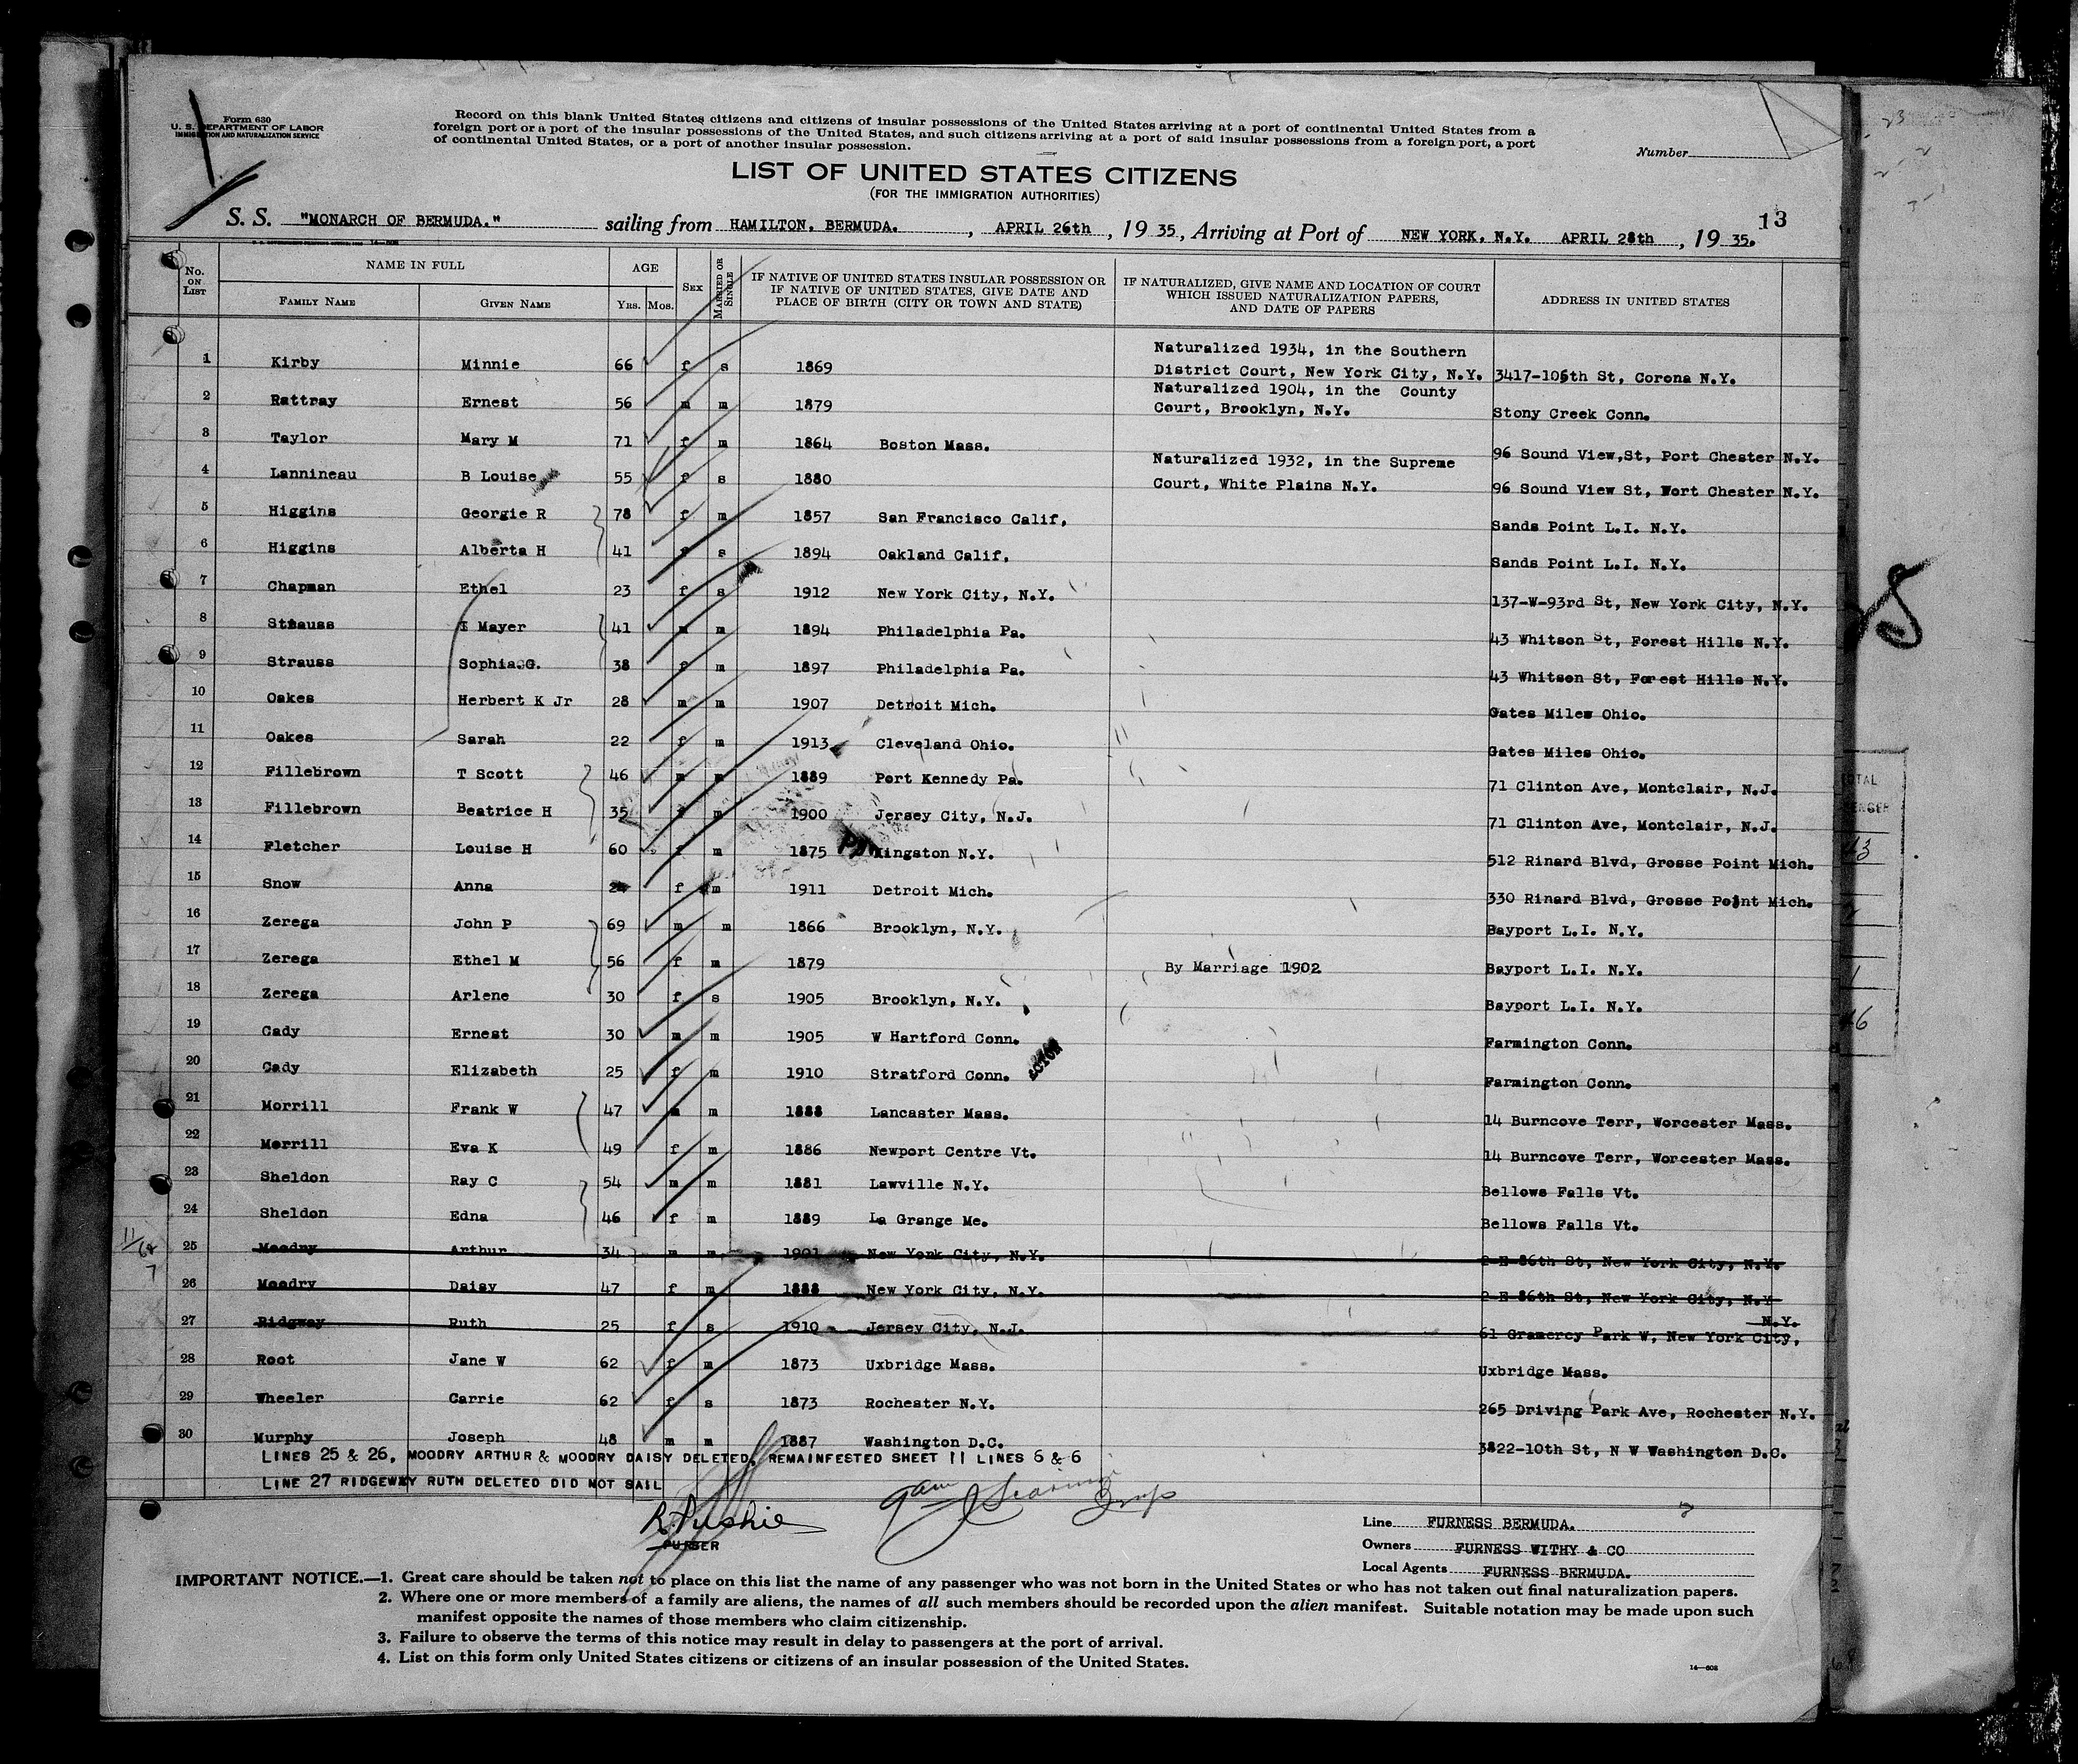 Form 630
U. S. DEPARTMENT OF LABOR
IMMIGRATION AND NATURALIZATION SERVICE
Record on this blank United States citizens and citizens of insular possessions of the United States arriving at a port of continental United States from a
foreign port or a port of the insular possessions of the United States, and such citizens arriving at a port of said insular possessions from a foreign port, a port
of continental United States, or a port of another insular possession.
Number
LIST OF UNITED STATES CITIZENS
(FOR THE IMMIGRATION AUTHORITIES)
13
S. S. "MONARCH OF BERMUDA." sailing from HAMILTON, BERMUDA. , APRIL 26th , 19 35, Arriving at Port of NEW YORK, N.Y. APRIL 28th , 19 35.
No. ON LIST NAME IN FULL AGE SEX MARRIED OR SINGLE IF NATIVE OF UNITED STATES INSULAR POSSESSION OR IF NATIVE OF UNITED STATES, GIVE DATE AND PLACE OF BIRTH (CITY OR TOWN AND STATE) IF NATURALIZED, GIVE NAME AND LOCATION OF COURT WHICH ISSUED NATURALIZATION PAPERS, AND DATE OF PAPERS ADDRESS IN UNITED STATES
FAMILY NAME GIVEN NAME YRS. MOS.
1 Kirby Minnie 66 f s 1869 Naturalized 1934, in the Southern District Court, New York City, N.Y. 3417-105th St, Corona N.Y.
2 Rattray Ernest 56 m m 1879 Naturalized 1904, in the County Court, Brooklyn, N.Y. Stony Creek Conn.
3 Taylor Mary M 71 f m 1864 Boston Mass. 96 Sound View,St, Port Chester N.Y.
4 Lannineau B Louise 55 f s 1880 Naturalized 1932, in the Supreme Court, White Plains N.Y. 96 Sound View St, Port Chester N.Y.
5 Higgins Georgie R 78 f m 1857 San Francisco Calif, Sands Point L.I. N.Y.
6 Higgins Alberta H 41 f s 1894 Oakland Calif. Sands Point L.I. N.Y.
7 Chapman Ethel 23 f s 1912 New York City, N.Y. 137-W-93rd St, New York City, N.Y.
8 Strauss I Mayer 41 m m 1894 Philadelphia Pa. 43 Whitson St, Forest Hills N.Y.
9 Strauss Sophia G. 38 f m 1897 Philadelphia Pa. 43 Whitson St, Forest Hills N.Y.
10 Oakes Herbert K Jr 28 m m 1907 Detroit Mich. Gates Miles Ohio.
11 Oakes Sarah 22 f m 1913 Cleveland Ohio. Gates Miles Ohio.
12 Fillebrown T Scott 46 m m 1889 Port Kennedy Pa. 71 Clinton Ave, Montclair, N.J.
13 Fillebrown Beatrice H 35 f m 1900 Jersey City, N.J. 71 Clinton Ave, Montclair, N.J.
14 Fletcher Louise H 60 f m 1875 Kingston N.Y. 512 Rinard Blvd, Grosse Point Mich.
15 Snow Anna 24 f m 1911 Detroit Mich. 330 Rinard Blvd, Grosse Point Mich.
16 Zerega John P 69 m m 1866 Brooklyn, N.Y. Bayport L.I. N.Y.
17 Zerega Ethel M 56 f m 1879 By Marriage 1902 Bayport L.I. N.Y.
18 Zerega Arlene 30 f s 1905 Brooklyn, N.Y. Bayport L.I. N.Y.
19 Cady Ernest 30 m m 1905 W Hartford Conn. Farmington Conn.
20 Cady Elizabeth 25 f m 1910 Stratford Conn. Farmington Conn.
21 Morrill Frank W 47 m m 1888 Lancaster Mass. 14 Burncove Terr, Worcester Mass.
22 Morrill Eva K 49 f m 1886 Newport Centre Vt. 14 Burncove Terr, Worcester Mass.
23 Sheldon Ray C 54 m m 1881 Lawville N.Y. Bellows Falls Vt.
24 Sheldon Edna 46 f m 1889 La Grange Me. Bellows Falls Vt.
25 Moodry Arthur 34 m m 1901 New York City, N.Y. 2-E-86th St, New York City, N.Y.
26 Moodry Daisy 47 f m 1888 New York City, N.Y. 2-E-86th St, New York City, N.Y
27 Ridgway Ruth 25 f s 1910 Jersey City, N.J. 61 Gramercy Park W, New York City, N.Y.
28 Root Jane W 62 f m 1873 Uxbridge Mass. Uxbridge Mass.
29 Wheeler Carrie 62 f s 1873 Rochester N.Y. 265 Driving Park Ave, Rochester N.Y.
30 Murphy Joseph 48 m m 1887 Washington D.C. 3822-10th St, N W Washington D.C.
LINES 25 & 26, MOODRY ARTHUR & MOODRY DAISY DELETED, REMAINFESTED SHEET 11 LINES 6 & 6
LINE 27 RIDGEWAY RUTH DELETED DID NOT SAIL
PURSER
Line FURNESS BERMUDA.
Owners FURNESS WITHY & CO
Local Agents FURNESS BERMUDA.
IMPORTANT NOTICE.—1. Great care should be taken not to place on this list the name of any passenger who was not born in the United States or who has not taken out final naturalization papers.
2. Where one or more members of a family are aliens, the names of all such members should be recorded upon the alien manifest. Suitable notation may be made upon such
manifest opposite the names of those members who claim citizenship.
3. Failure to observe the terms of this notice may result in delay to passengers at the port of arrival.
4. List on this form only United States citizens or citizens of an insular possession of the United States.
14—608